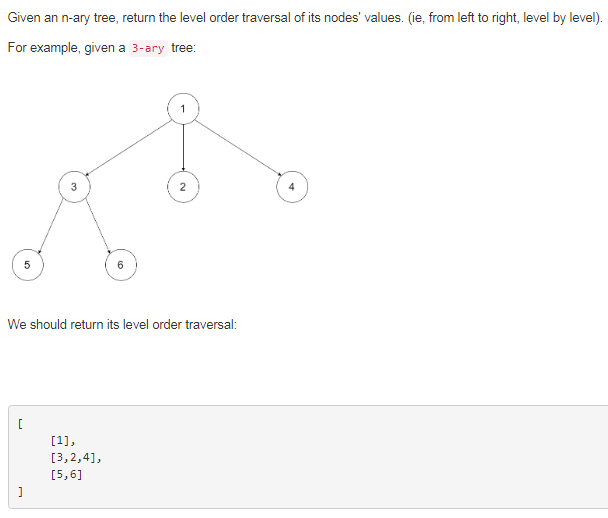 Given an n-ary tree, return the level order traversal of its nodes' values. (ie, from left to right, level by level).
For example, given a 3-ary tree:
1
3 2 4
5 6
We should return its level order traversal:
[
    [1],
    [3,2,4],
    [5,6]
]